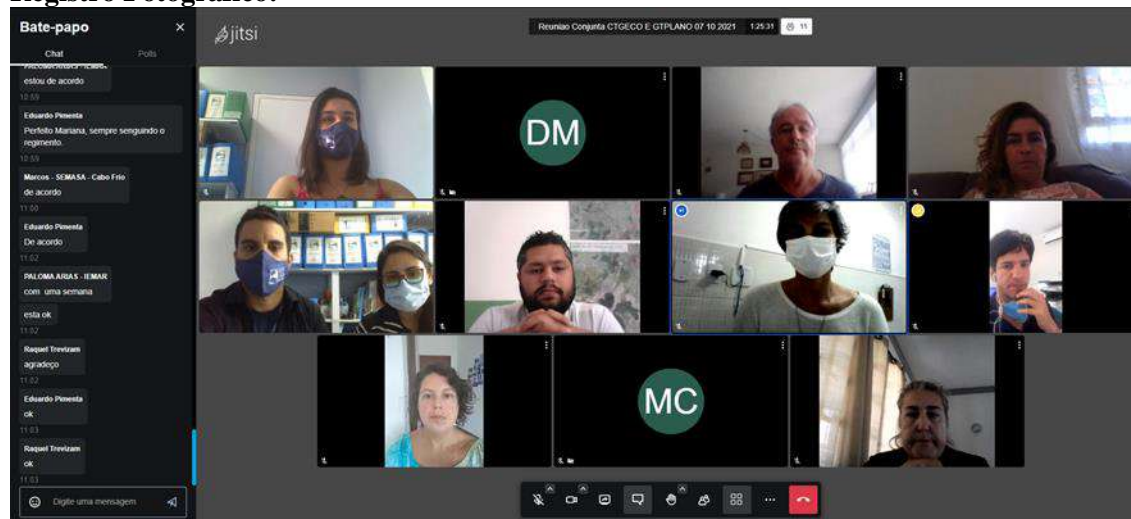 Registro Fotográfico:
Bate-papo
Chat
Polls
PALOMA ARIAS - IEMAR
estou de acordo
10:59
Eduardo Pimenta
Perfeito Mariana, sempre senguindo o
regimento.
10:59
Marcos - SEMASA - Cabo Frio
de acordo
11:00
Eduardo Pimenta
De acordo
11:02
PALOMA ARIAS - IEMAR
com uma semana
esta ok
11:02
Raquel Trevizam
agradeço
11:02
Eduardo Pimenta
ok
11:03
Raquel Trevizam
ok
11:03
Digite uma mensagem
jitsi
Reuniao Conjunta CTGECO E GTPLANO 07 10 2021
1:25:31
11
DM
MC